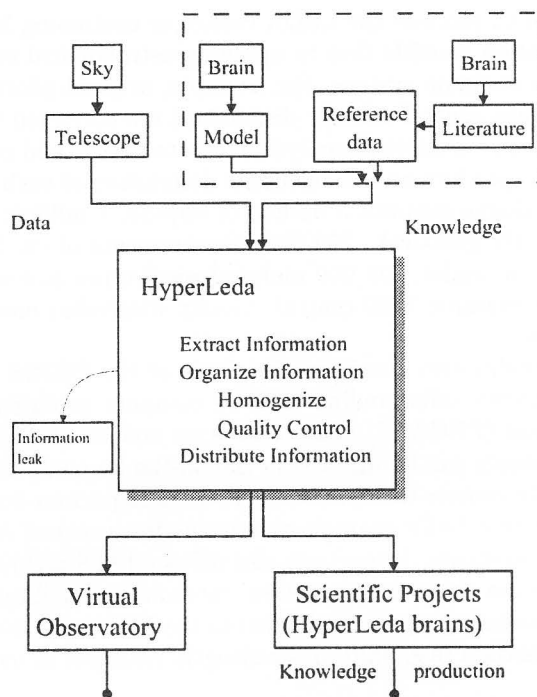 Sky
Brain
Brain
Telescope
Model
Reference
data
Literature
Data
Knowledge
HyperLeda
Extract Information
Organize Information
Homogenize
Quality Control
Distribute Information
Information
leak
Virtual
Observatory
Scientific Projects
(HyperLeda brains)
Knowledge production